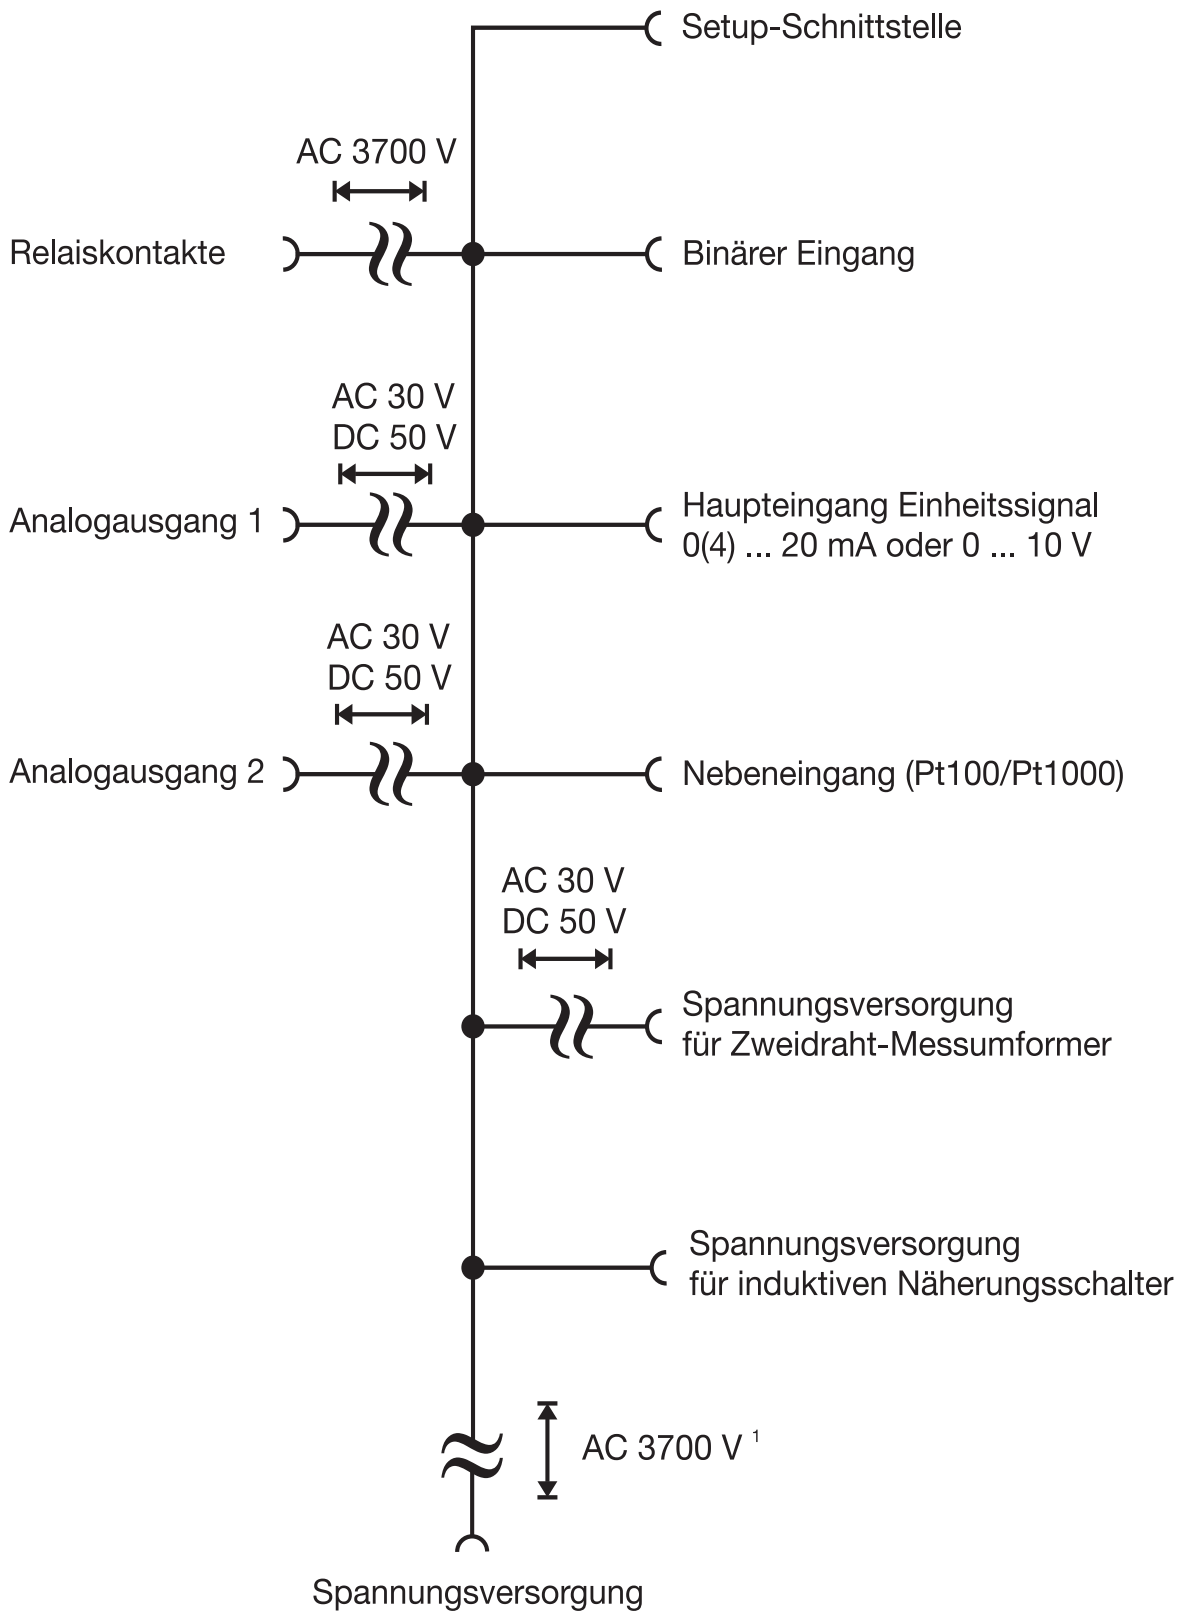 Setup-Schnittstelle
AC 3700 V
Relaiskontakte
Binärer Eingang
AC 30 V
DC 50 V
Analogausgang 1
Haupteingang Einheitssignal
0(4) ... 20 mA oder 0 ... 10 V
AC 30 V
DC 50 V
Analogausgang 2
Nebeneingang (Pt100/Pt1000)
AC 30 V
DC 50 V
Spannungsversorgung
für Zweidraht-Messumformer
Spannungsversorgung
für induktiven Näherungsschalter
AC 3700 V ¹
Spannungsversorgung